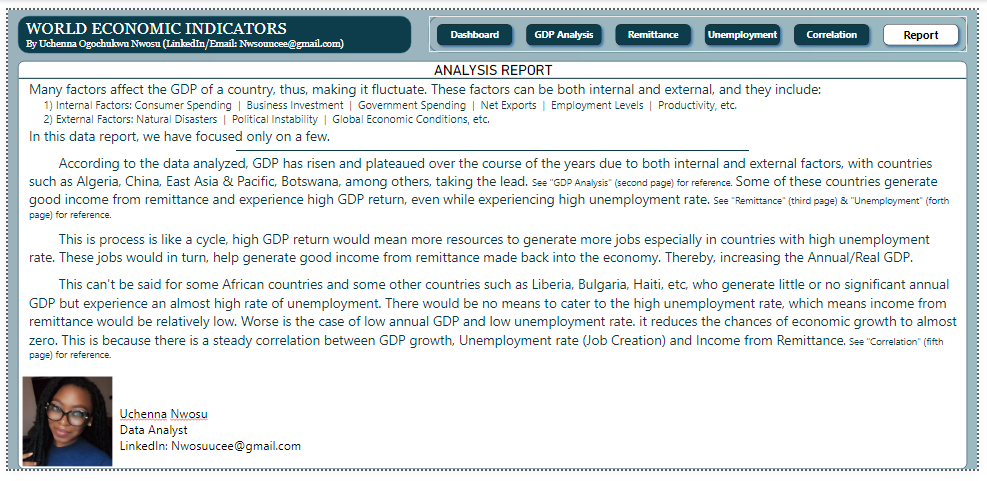 WORLD ECONOMIC INDICATORS
By Uchenna Ogochukwu Nwosu (LinkedIn/Email: Nwsoumcee@gmail.com)
Dashboard
GDP Analysis
Remittance
Unemployment
Correlation
Report
ANALYSIS REPORT
Many factors affect the GDP of a country, thus, making it fluctuate. These factors can be both internal and external, and they include:
1) Internal Factors: Consumer Spending | Business Investment | Government Spending | Net Exports | Employment Levels | Productivity, etc.
2) External Factors: Natural Disasters | Political Instability | Global Economic Conditions, etc.
In this data report, we have focused only on a few.
According to the data analyzed, GDP has risen and plateaued over the course of the years due to both internal and external factors, with countries
such as Algeria, China, East Asia & Pacific, Botswana, among others, taking the lead. See "GDP Analysis" (second page) for reference. Some of these countries generate
good income from remittance and experience high GDP return, even while experiencing high unemployment rate. See "Remittance" (third page) & "Unemployment" (forth
page) for reference.
This is process is like a cycle, high GDP return would mean more resources to generate more jobs especially in countries with high unemployment
rate. These jobs would in turn, help generate good income from remittance made back into the economy. Thereby, increasing the Annual/Real GDP.
This can't be said for some African countries and some other countries such as Liberia, Bulgaria, Haiti, etc, who generate little or no significant annual
GDP but experience an almost high rate of unemployment. There would be no means to cater to the high unemployment rate, which means income from
remittance would be relatively low. Worse is the case of low annual GDP and low unemployment rate. it reduces the chances of economic growth to almost
zero. This is because there is a steady correlation between GDP growth, Unemployment rate (Job Creation) and Income from Remittance. See "Correlation" (fifth
page) for reference.
Uchenna Nwosu
Data Analyst
LinkedIn: Nwosuucee@gmail.com